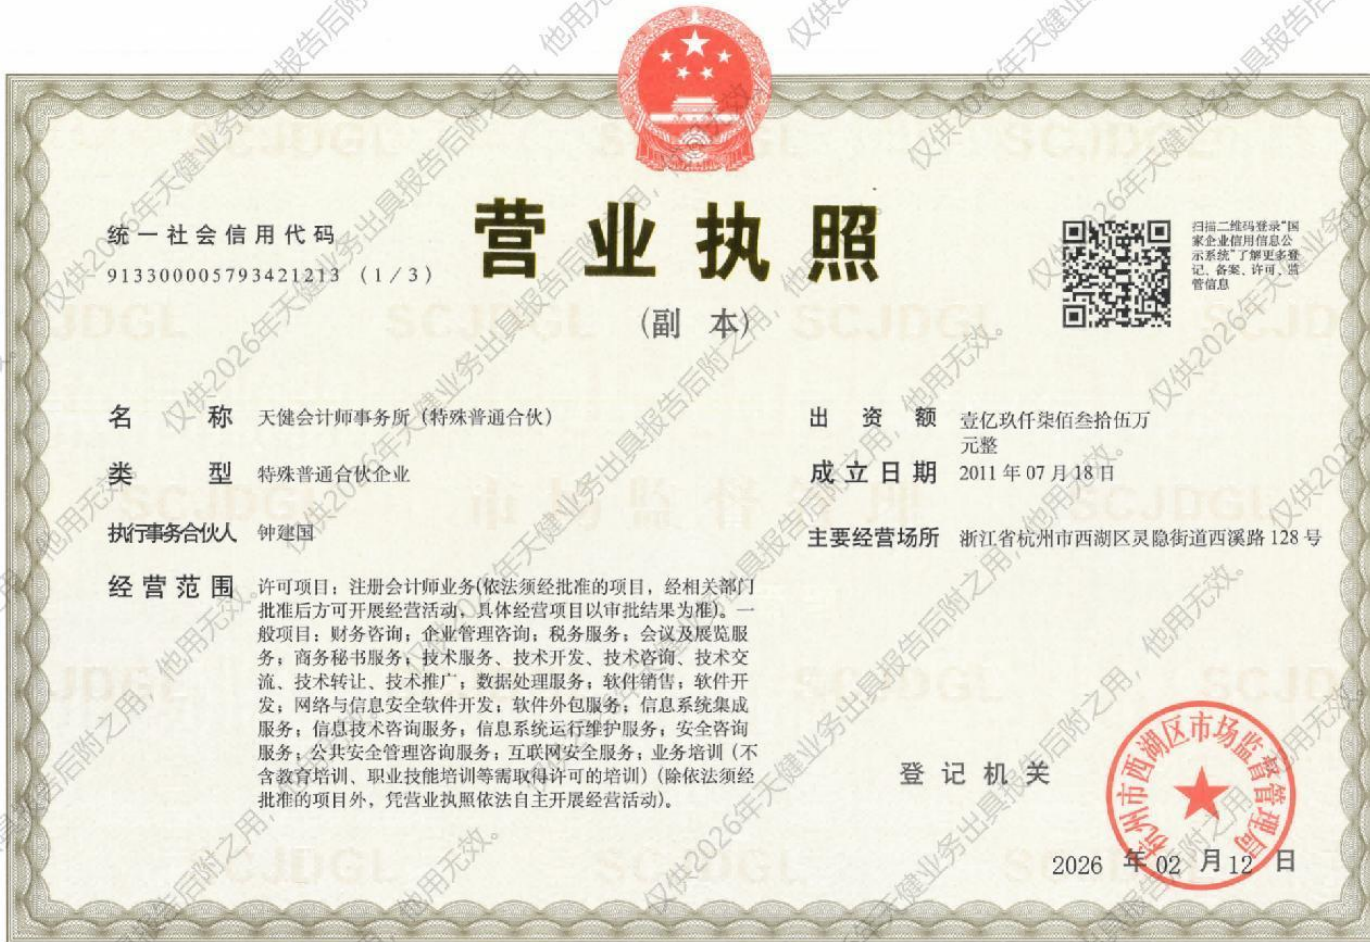 营业执照
(副 本)
统一社会信用代码
913300005793421213 (1/3)
扫描二维码登录“国
家企业信用信息公
示系统”了解更多登
记、备案、许可、监
管信息
名 称 天健会计师事务所（特殊普通合伙）
类 型 特殊普通合伙企业
执行事务合伙人 钟建国
经营范围 许可项目：注册会计师业务(依法须经批准的项目，经相关部门
批准后方可开展经营活动，具体经营项目以审批结果为准)。一
般项目：财务咨询；企业管理咨询；税务服务；会议及展览服
务；商务秘书服务；技术服务、技术开发、技术咨询、技术交
流、技术转让、技术推广；数据处理服务；软件销售；软件开
发；网络与信息安全软件开发；软件外包服务；信息系统集成
服务；信息技术咨询服务；信息系统运行维护服务；安全咨询
服务；公共安全管理咨询服务；互联网安全服务；业务培训（不
含教育培训、职业技能培训等需取得许可的培训）(除依法须经
批准的项目外，凭营业执照依法自主开展经营活动)。
出 资 额 壹亿玖仟柒佰叁拾伍万
元整
成立日期 2011年07月18日
主要经营场所 浙江省杭州市西湖区灵隐街道西溪路128号
登记机关
杭州市西湖区市场监督管理局
2026 年 02 月 12 日
仅供2026年天健业务出具报告后附之用，他用无效。
SCJDGL
市场监督管理